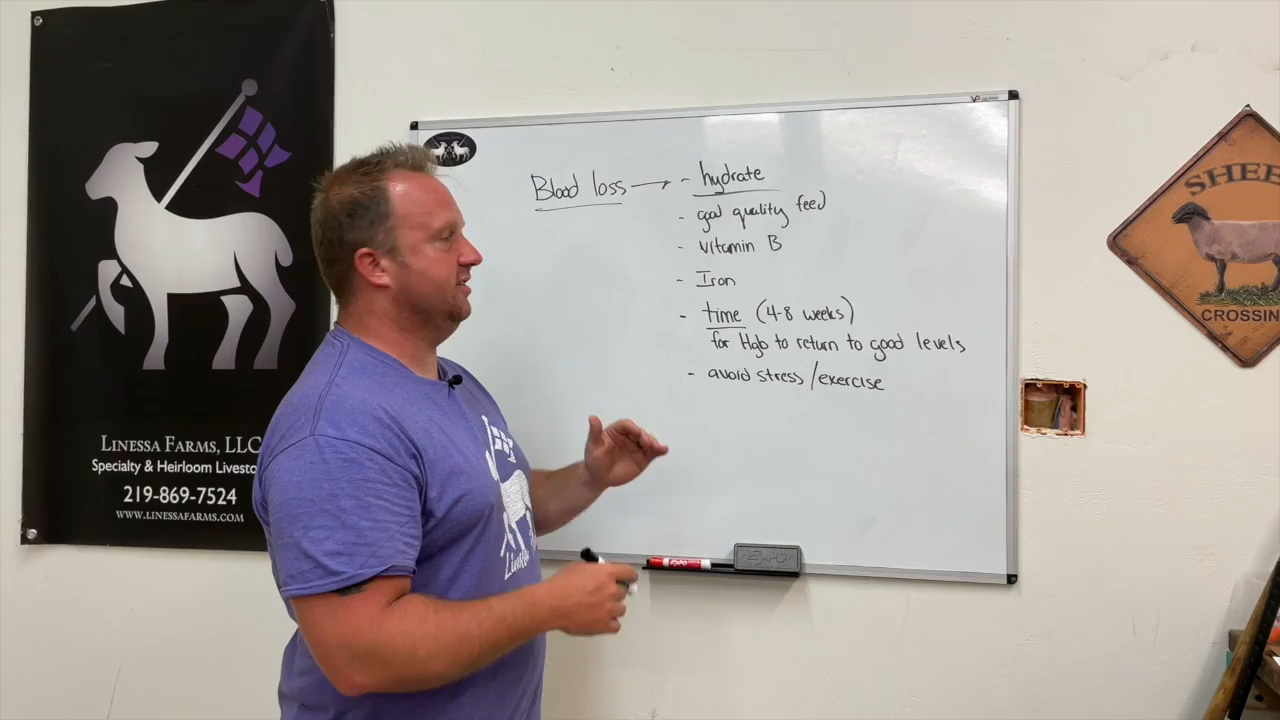 LINESSA FARMS, LLC
Specialty & Heirloom Livesto
219-869-7524
WWW.LINESSAFARMS.COM
Blood loss → - hydrate
- good quality feed
- vitamin B
- Iron
- time (4-8 weeks)
for Hgb to return to good levels
- avoid stress/exercise
EXPO
EXPO
SHEE
CROSSIN